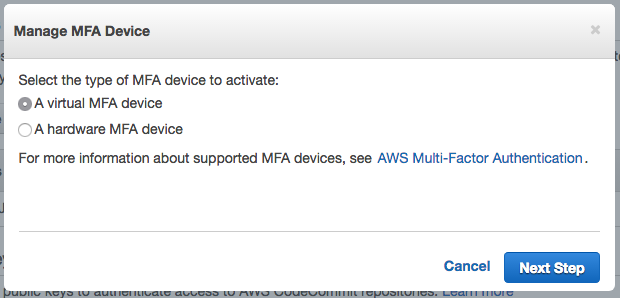 Manage MFA Device
×
Select the type of MFA device to activate:
A virtual MFA device
A hardware MFA device
For more information about supported MFA devices, see AWS Multi-Factor Authentication.
Cancel
Next Step
public keys to authenticate access to AWS CodeCommit repositories. Learn more